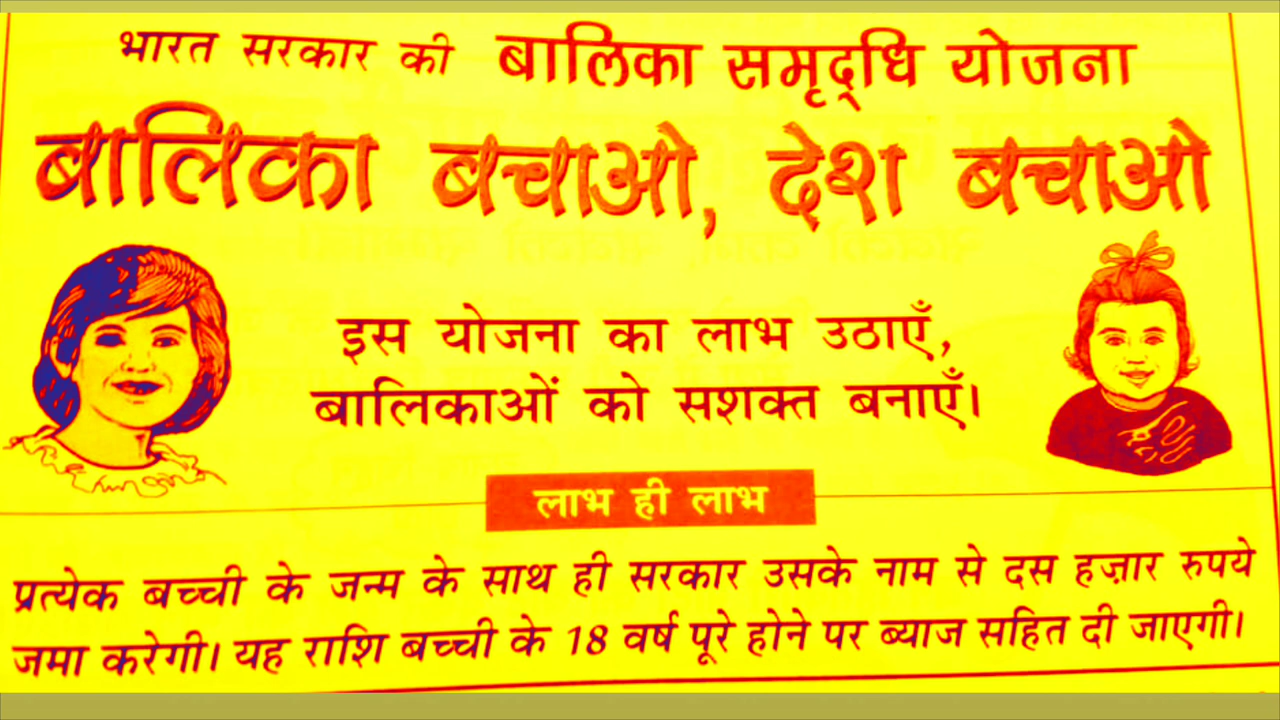 भारत सरकार की बालिका समृद्धि योजना
बालिका बचाओ, देश बचाओ
इस योजना का लाभ उठाएँ,
बालिकाओं को सशक्त बनाएँ।
लाभ ही लाभ
प्रत्येक बच्ची के जन्म के साथ ही सरकार उसके नाम से दस हज़ार रुपये
जमा करेगी। यह राशि बच्ची के 18 वर्ष पूरे होने पर ब्याज सहित दी जाएगी।